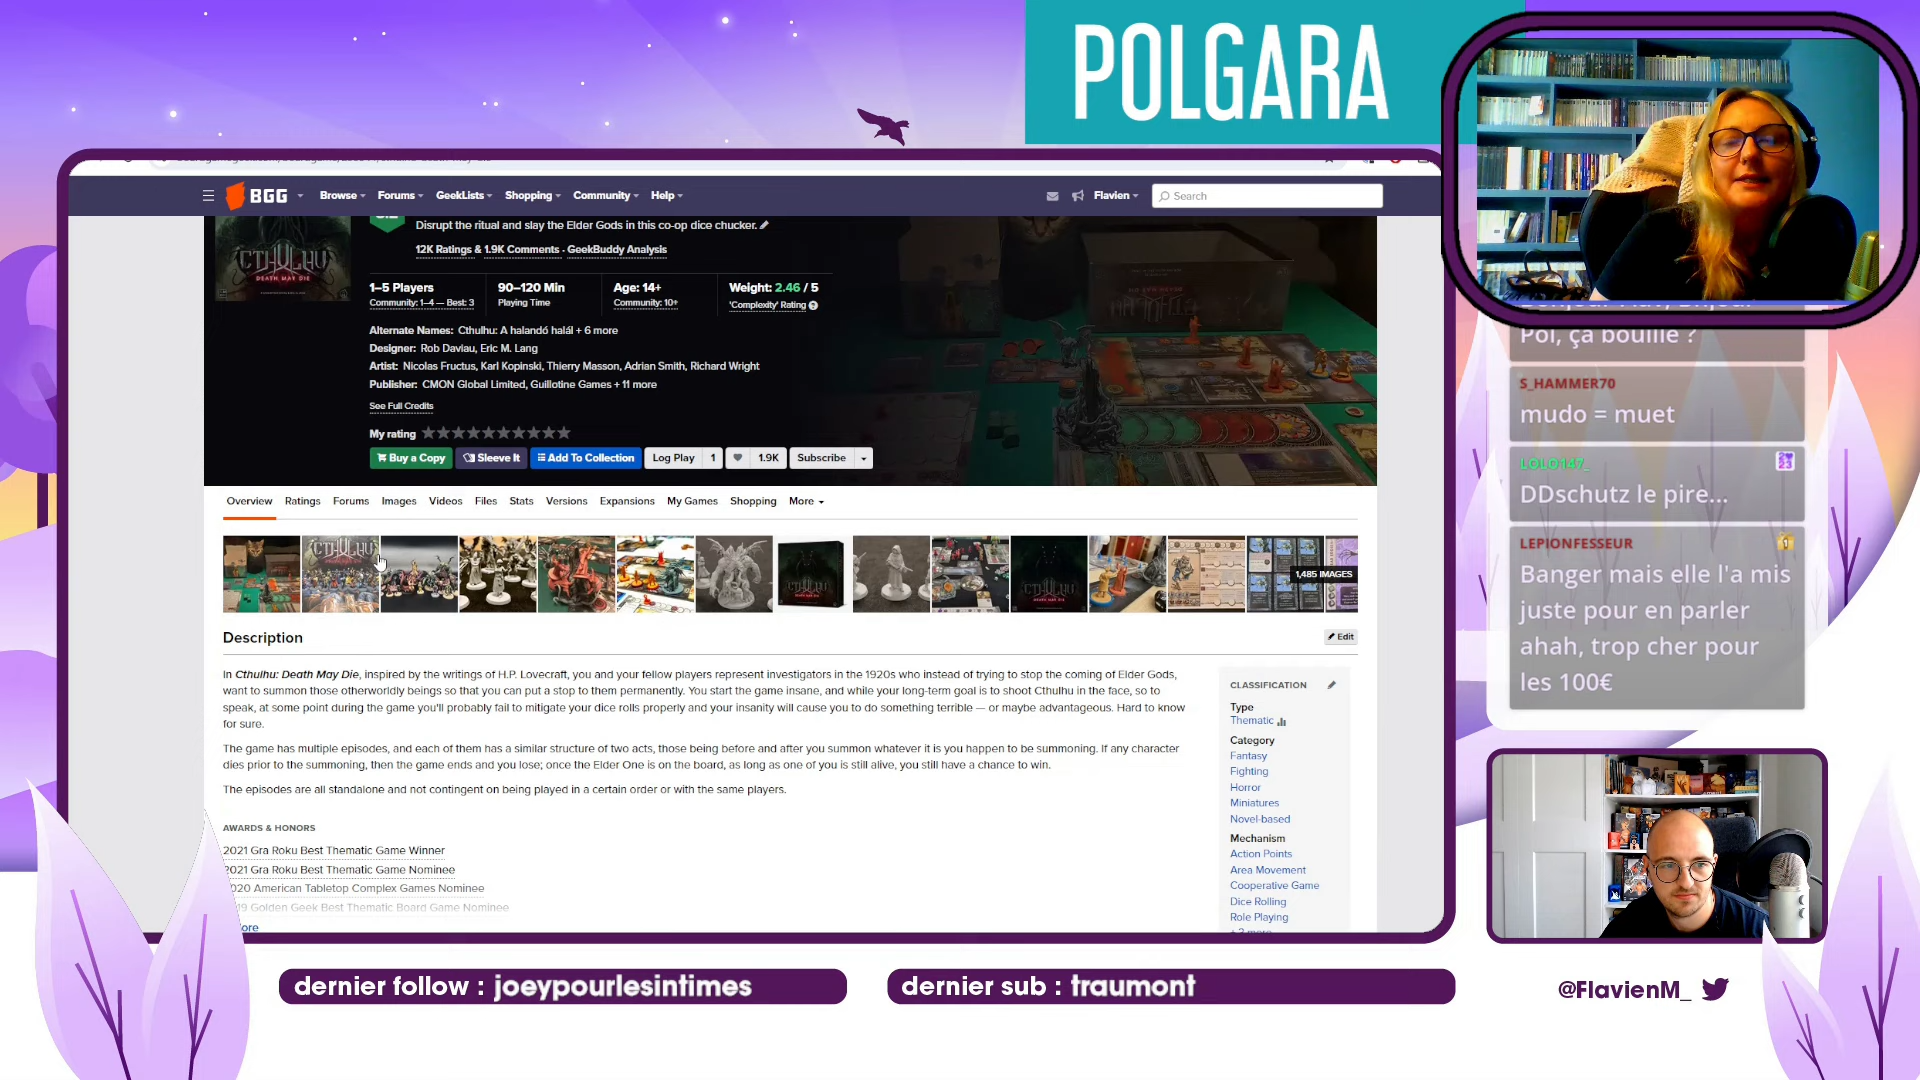 POLGARA
BGG
Browse
Forums
GeekLists
Shopping
Community
Help
Flavien
Search
Disrupt the ritual and slay the Elder Gods in this co-op dice chucker.
12K Ratings & 1.9K Comments · GeekBuddy Analysis
CTHULHU
DEATH MAY DIE
1–5 Players
Community: 1–4 — Best: 3
90–120 Min
Playing Time
Age: 14+
Community: 10+
Weight: 2.46 / 5
'Complexity' Rating
Alternate Names: Cthulhu: A halandó halál + 6 more
Designer: Rob Daviau, Eric M. Lang
Artist: Nicolas Fructus, Karl Kopinski, Thierry Masson, Adrian Smith, Richard Wright
Publisher: CMON Global Limited, Guillotine Games + 11 more
See Full Credits
My rating
Buy a Copy
Sleeve It
Add To Collection
Log Play
1
1.9K
Subscribe
Overview
Ratings
Forums
Images
Videos
Files
Stats
Versions
Expansions
My Games
Shopping
More
CTHULHU
1,485 IMAGES
Description
Edit
In Cthulhu: Death May Die, inspired by the writings of H.P. Lovecraft, you and your fellow players represent investigators in the 1920s who instead of trying to stop the coming of Elder Gods,
want to summon those otherworldly beings so that you can put a stop to them permanently. You start the game insane, and while your long-term goal is to shoot Cthulhu in the face, so to
speak, at some point during the game you'll probably fail to mitigate your dice rolls properly and your insanity will cause you to do something terrible — or maybe advantageous. Hard to know
for sure.
The game has multiple episodes, and each of them has a similar structure of two acts, those being before and after you summon whatever it is you happen to be summoning. If any character
dies prior to the summoning, then the game ends and you lose; once the Elder One is on the board, as long as one of you is still alive, you still have a chance to win.
The episodes are all standalone and not contingent on being played in a certain order or with the same players.
AWARDS & HONORS
2021 Gra Roku Best Thematic Game Winner
2021 Gra Roku Best Thematic Game Nominee
2020 American Tabletop Complex Games Nominee
Golden Geek Best Thematic Board Game Nominee
CLASSIFICATION
Type
Thematic
Category
Fantasy
Fighting
Horror
Miniatures
Novel-based
Mechanism
Action Points
Area Movement
Cooperative Game
Dice Rolling
Role Playing
Pol, ça bouille ?
S_HAMMER70
mudo = muet
LOLO147_
DDschutz le pire...
LEPIONFESSEUR
Banger mais elle l'a mis
juste pour en parler
ahah, trop cher pour
les 100€
dernier follow : joeypourlesintimes
dernier sub : traumont
@FlavienM_